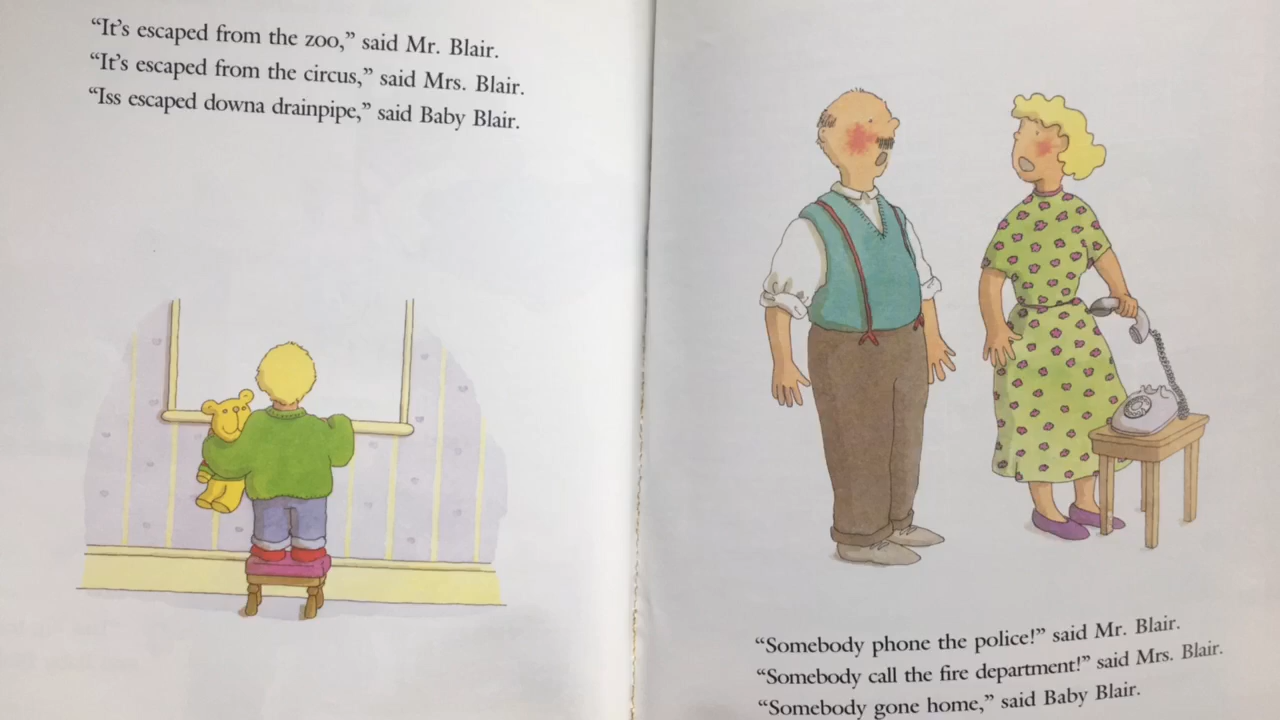 “It’s escaped from the zoo,” said Mr. Blair.
“It’s escaped from the circus,” said Mrs. Blair.
“Iss escaped downa drainpipe,” said Baby Blair.
“Somebody phone the police!” said Mr. Blair.
“Somebody call the fire department!” said Mrs. Blair.
“Somebody gone home,” said Baby Blair.